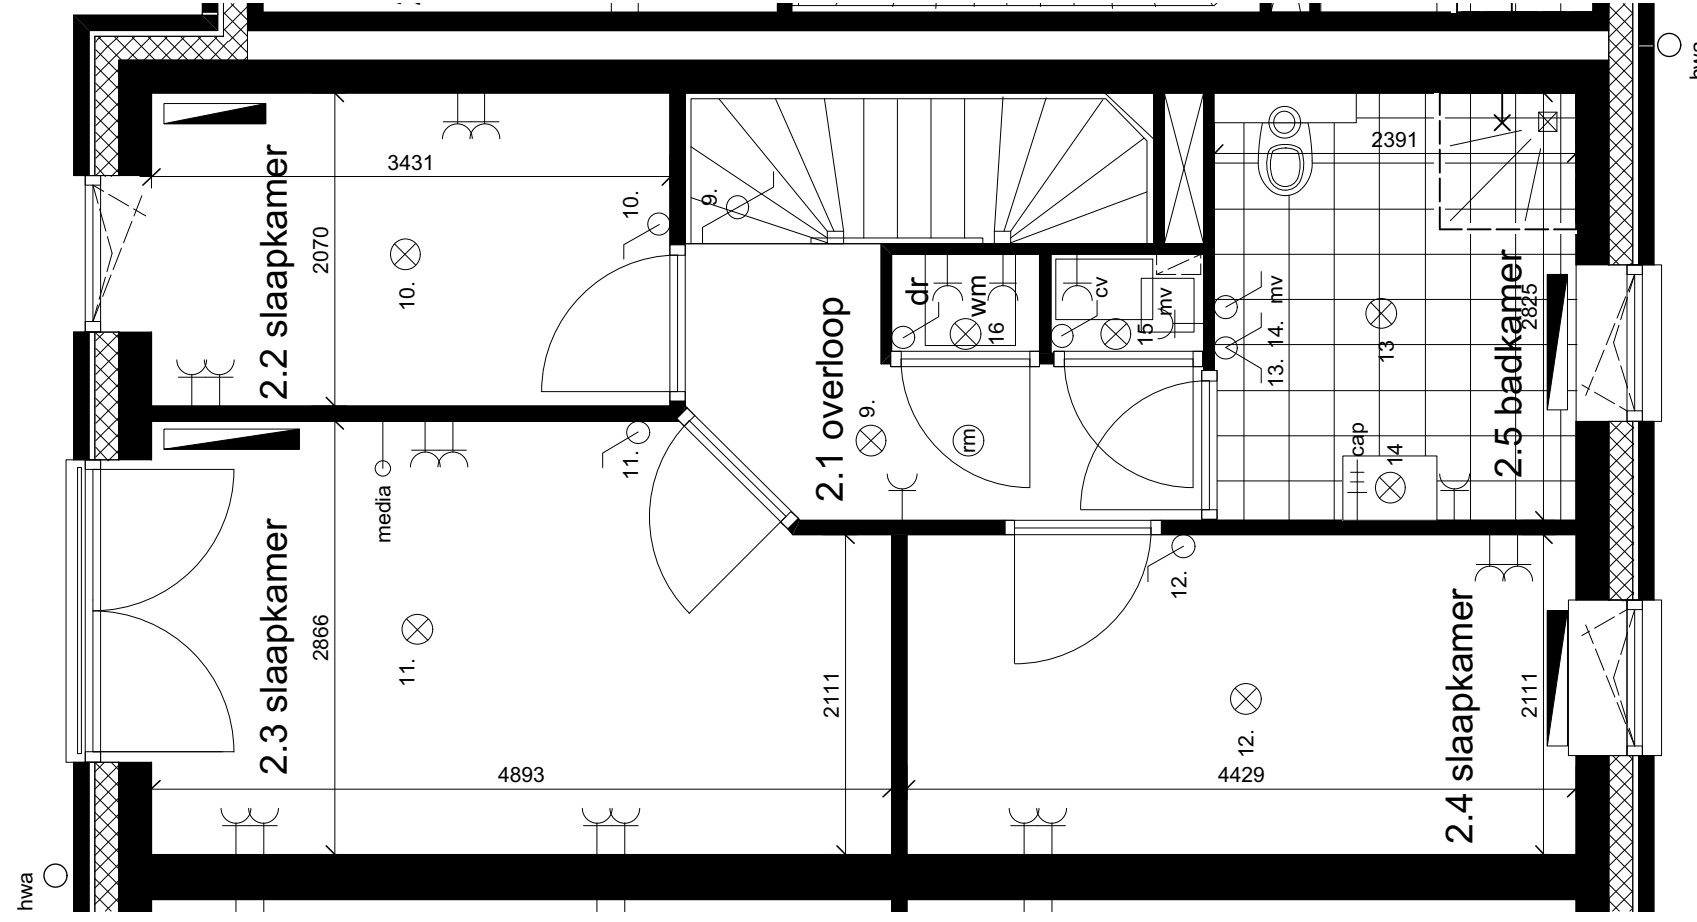 hwa
3431
2391
2.2 slaapkamer
2070
10.
10.
9.
dr
wm
16
cv
mv
15
mv
14.
13.
13
2825
2.5 badkamer
2.1 overloop
9.
rm
cap
14
11.
media
2.3 slaapkamer
2866
11.
2111
12.
12.
2111
2.4 slaapkamer
4893
4429
hwa